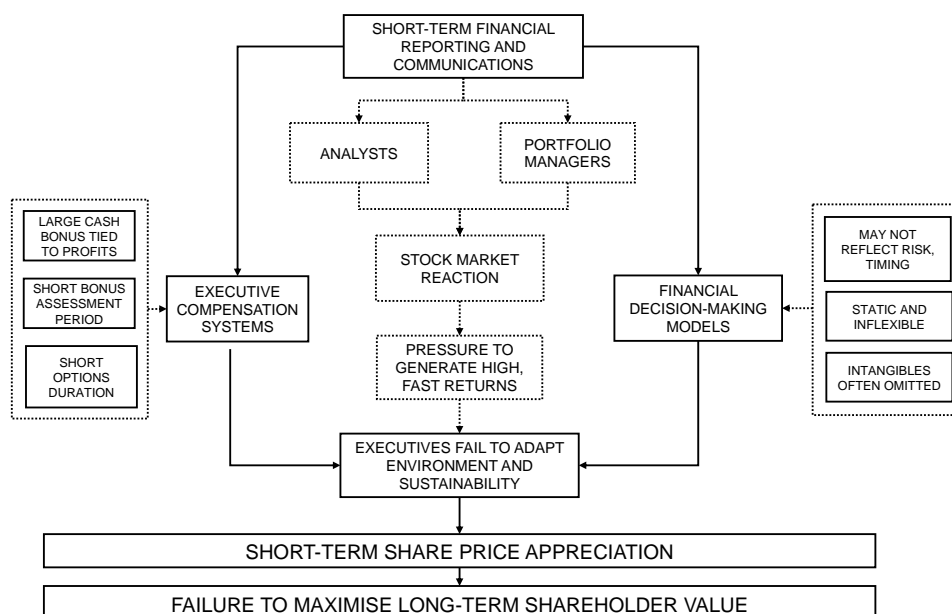 SHORT-TERM FINANCIAL
REPORTING AND
COMMUNICATIONS
ANALYSTS
PORTFOLIO
MANAGERS
LARGE CASH
BONUS TIED
TO PROFITS
SHORT BONUS
ASSESSMENT
PERIOD
SHORT
OPTIONS
DURATION
EXECUTIVE
COMPENSATION
SYSTEMS
STOCK MARKET
REACTION
PRESSURE TO
GENERATE HIGH,
FAST RETURNS
FINANCIAL
DECISION-MAKING
MODELS
MAY NOT
REFLECT RISK,
TIMING
STATIC AND
INFLEXIBLE
INTANGIBLES
OFTEN OMITTED
EXECUTIVES FAIL TO ADAPT
ENVIRONMENT AND
SUSTAINABILITY
SHORT-TERM SHARE PRICE APPRECIATION
FAILURE TO MAXIMISE LONG-TERM SHAREHOLDER VALUE